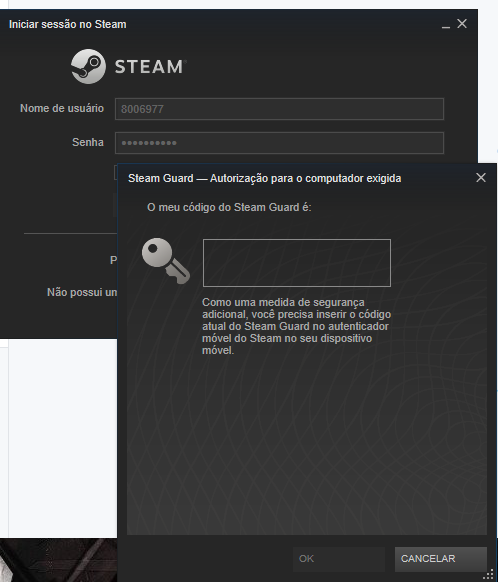 Iniciar sessão no Steam
STEAM
Nome de usuário 8006977
Senha
Steam Guard — Autorização para o computador exigida
O meu código do Steam Guard é:
P
Não possui um
Como uma medida de segurança
adicional, você precisa inserir o código
atual do Steam Guard no autenticador
móvel do Steam no seu dispositivo
móvel.
OK CANCELAR